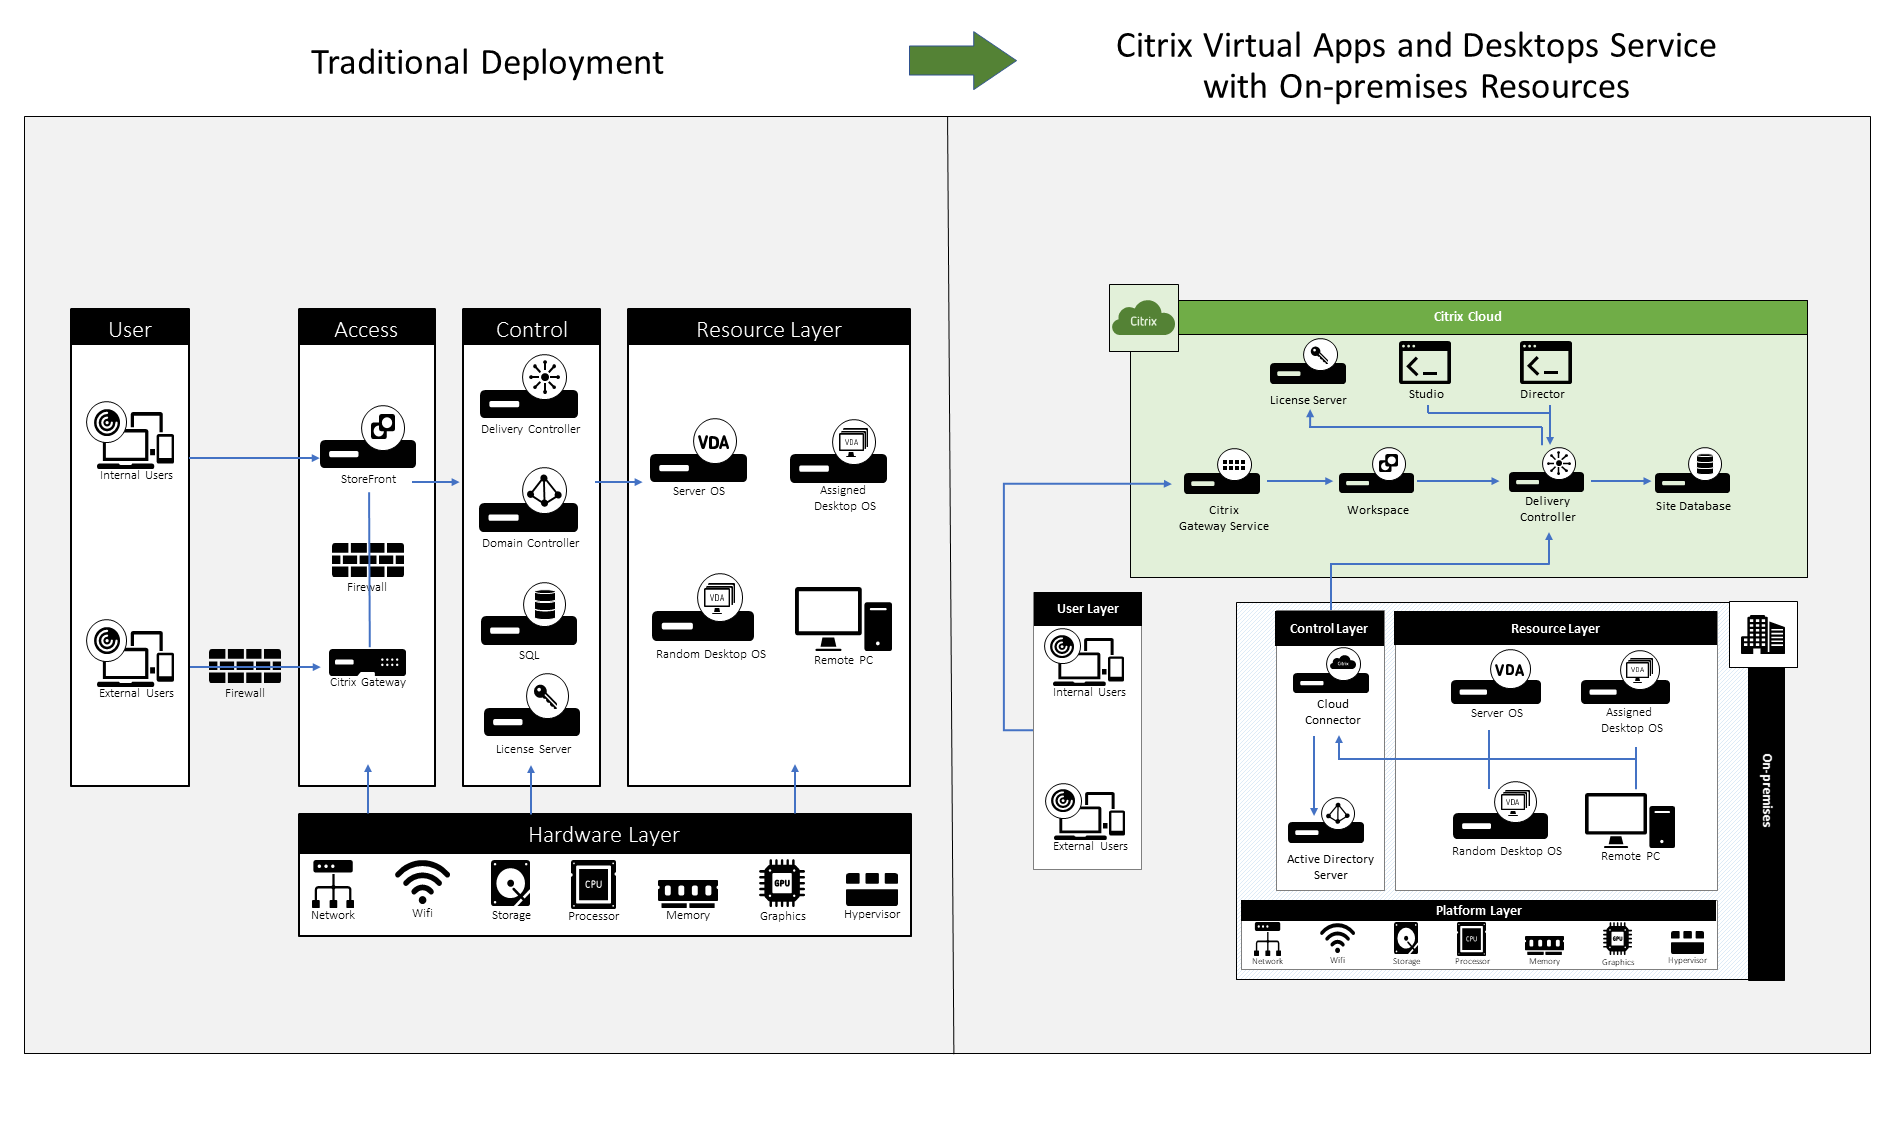 Traditional Deployment
Citrix Virtual Apps and Desktops Service
with On-premises Resources
User
Internal Users
External Users
Firewall
Access
StoreFront
Firewall
Citrix Gateway
Control
Delivery Controller
Domain Controller
SQL
License Server
Resource Layer
VDA
Server OS
VDA
Assigned
Desktop OS
VDA
Random Desktop OS
Remote PC
Hardware Layer
Network
Wifi
Storage
CPU
Processor
Memory
GPU
Graphics
Hypervisor
Citrix
Citrix Cloud
License Server
Studio
Director
Citrix
Gateway Service
Workspace
Delivery
Controller
Site Database
User Layer
Internal Users
External Users
Control Layer
Citrix
Cloud
Connector
Active Directory
Server
Resource Layer
VDA
Server OS
VDA
Assigned
Desktop OS
VDA
Random Desktop OS
Remote PC
On-premises
Platform Layer
Network
Wifi
Storage
CPU
Processor
Memory
GPU
Graphics
Hypervisor